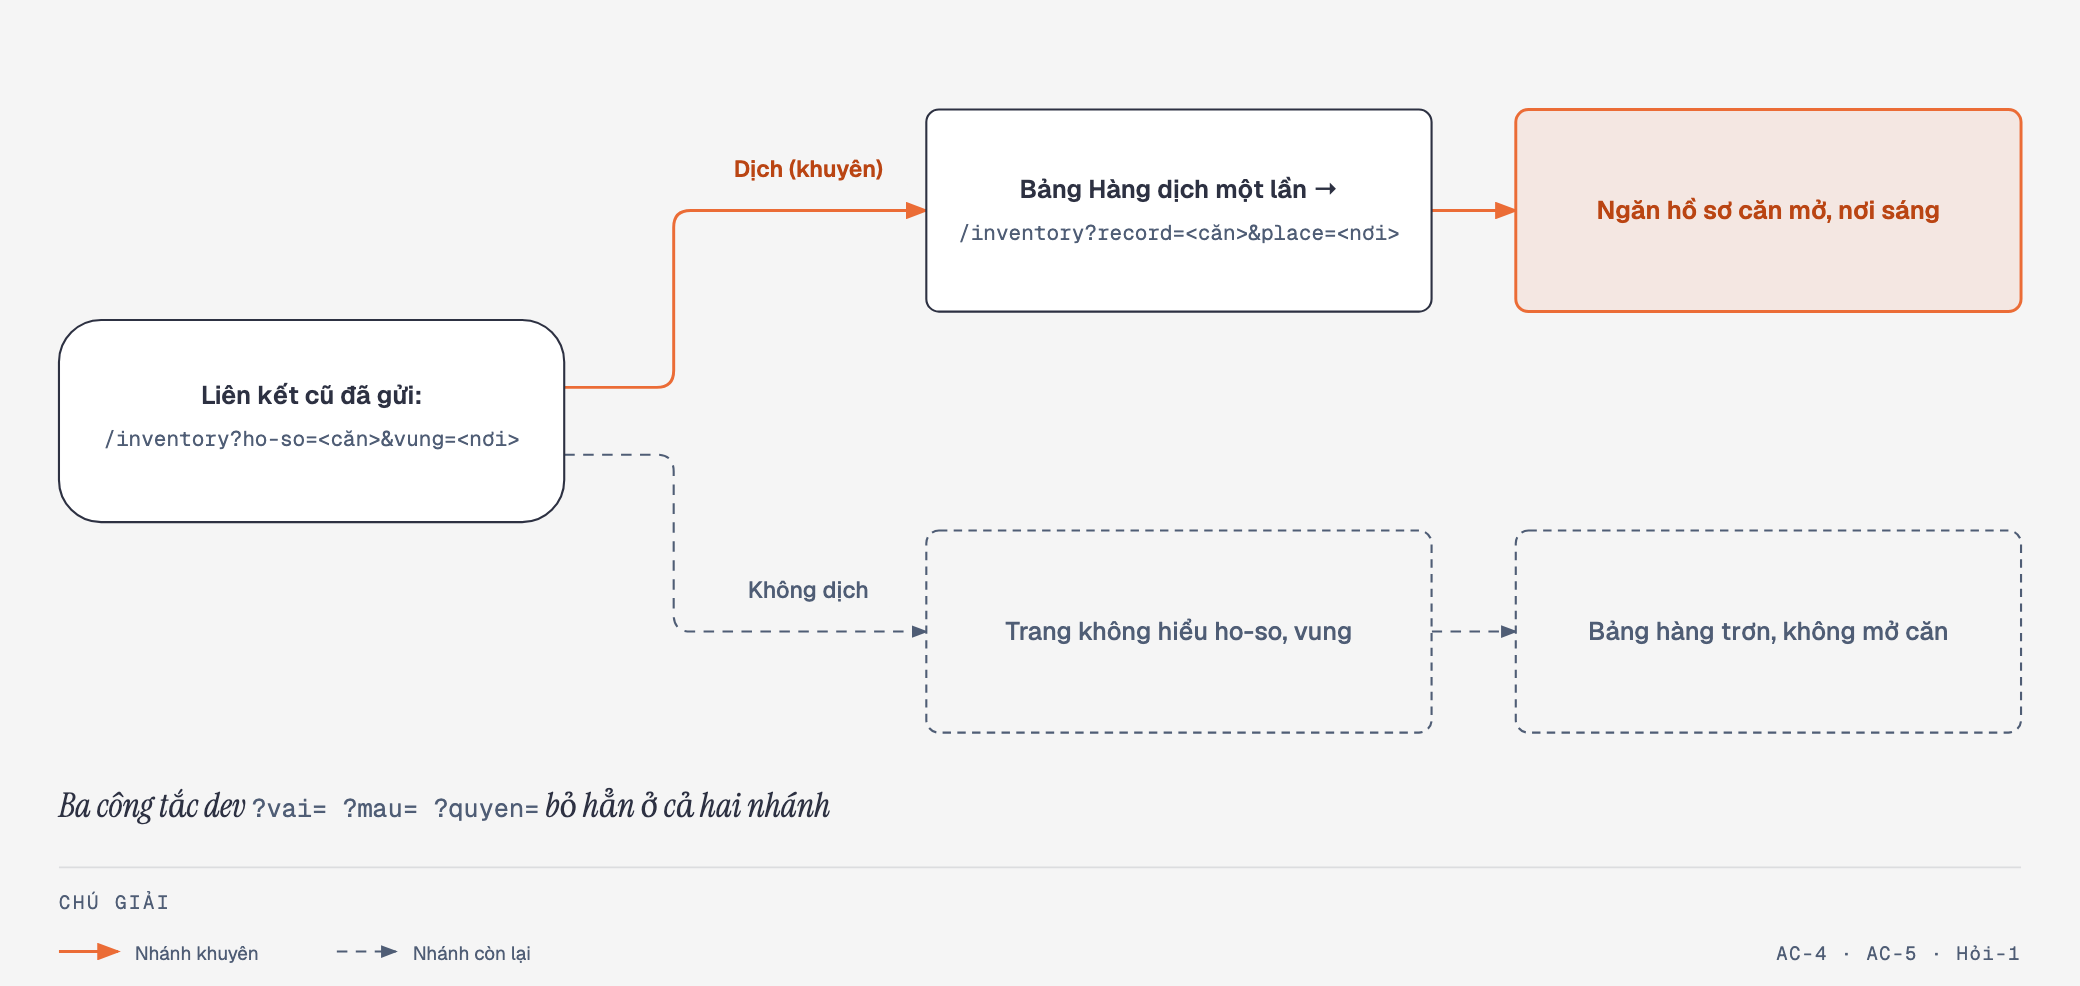 Dịch (khuyên)
Bảng Hàng dịch một lần →
/inventory?record=<căn>&place=<nơi>
Ngăn hồ sơ căn mở, nơi sáng
Liên kết cũ đã gửi:
/inventory?ho-so=<căn>&vung=<nơi>
Không dịch
Trang không hiểu ho-so, vung
Bảng hàng trơn, không mở căn
Ba công tắc dev ?vai= ?mau= ?quyen= bỏ hẳn ở cả hai nhánh
CHÚ GIẢI
Nhánh khuyên
Nhánh còn lại
AC-4 · AC-5 · Hỏi-1